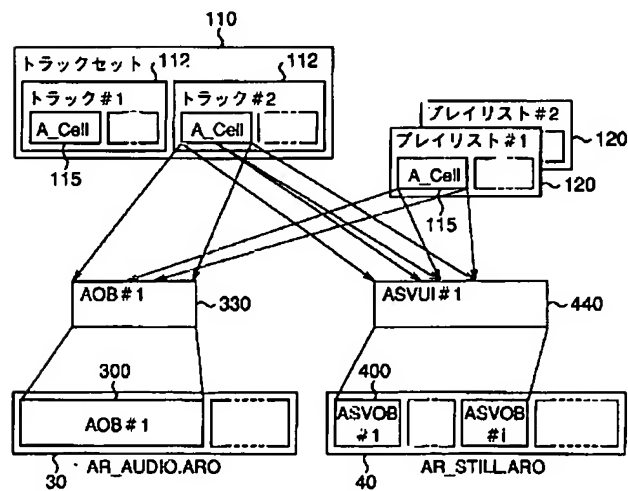 110
トラックセット
112
112
トラック#1
トラック#2
A_Cell
A_Cell
115
プレイリスト#2
プレイリスト#1
120
A_Cell
120
115
AOB#1
330
ASVUI#1
440
300
AOB#1
400
ASVOB
#1
ASVOB
#i
30
AR_AUDIO.ARO
40
AR_STILL.ARO